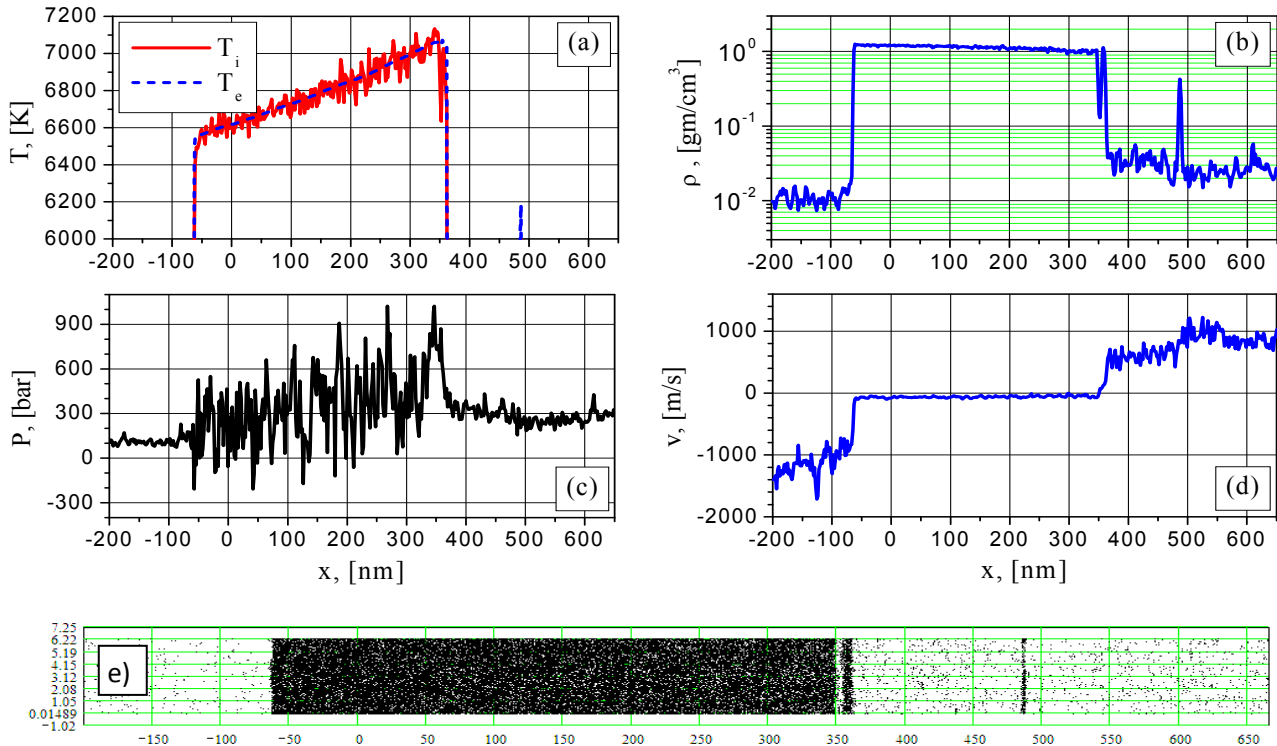 7200
7000
6800
6600
6400
6200
6000
T, [K]
T_i
T_e
(a)
-200 -100 0 100 200 300 400 500 600
10^0
10^-1
10^-2
ρ , [gm/cm^3]
(b)
-200 -100 0 100 200 300 400 500 600
900
600
300
0
-300
P, [bar]
(c)
-200 -100 0 100 200 300 400 500 600
x, [nm]
1000
0
-1000
-2000
v, [m/s]
(d)
-200 -100 0 100 200 300 400 500 600
x, [nm]
7.25
6.22
5.19
4.15
3.12
2.08
1.05
0.01489
−1.02
e)
−150 −100 −50 0 50 100 150 200 250 300 350 400 450 500 550 600 650